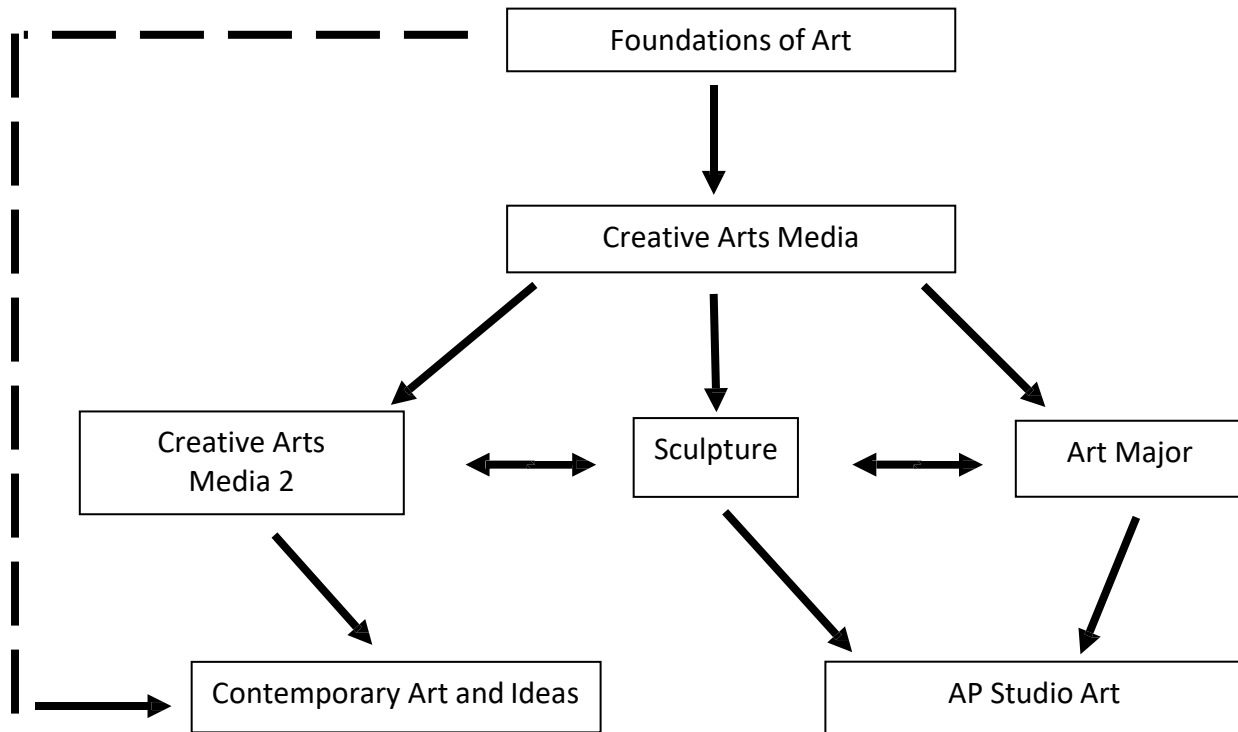 Foundations of Art
Creative Arts Media
Creative Arts
Media 2
Sculpture
Art Major
Contemporary Art and Ideas
AP Studio Art